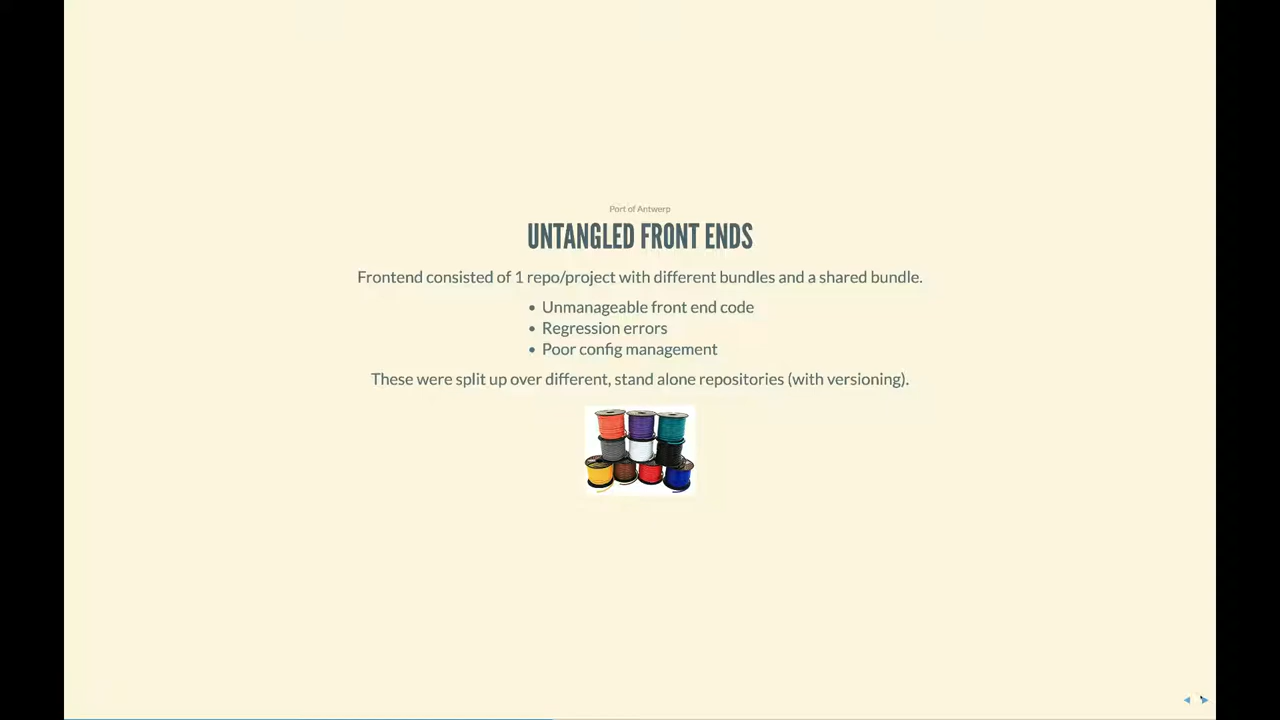 Port of Antwerp
UNTANGLED FRONT ENDS
Frontend consisted of 1 repo/project with different bundles and a shared bundle.
• Unmanageable front end code
• Regression errors
• Poor config management
These were split up over different, stand alone repositories (with versioning).